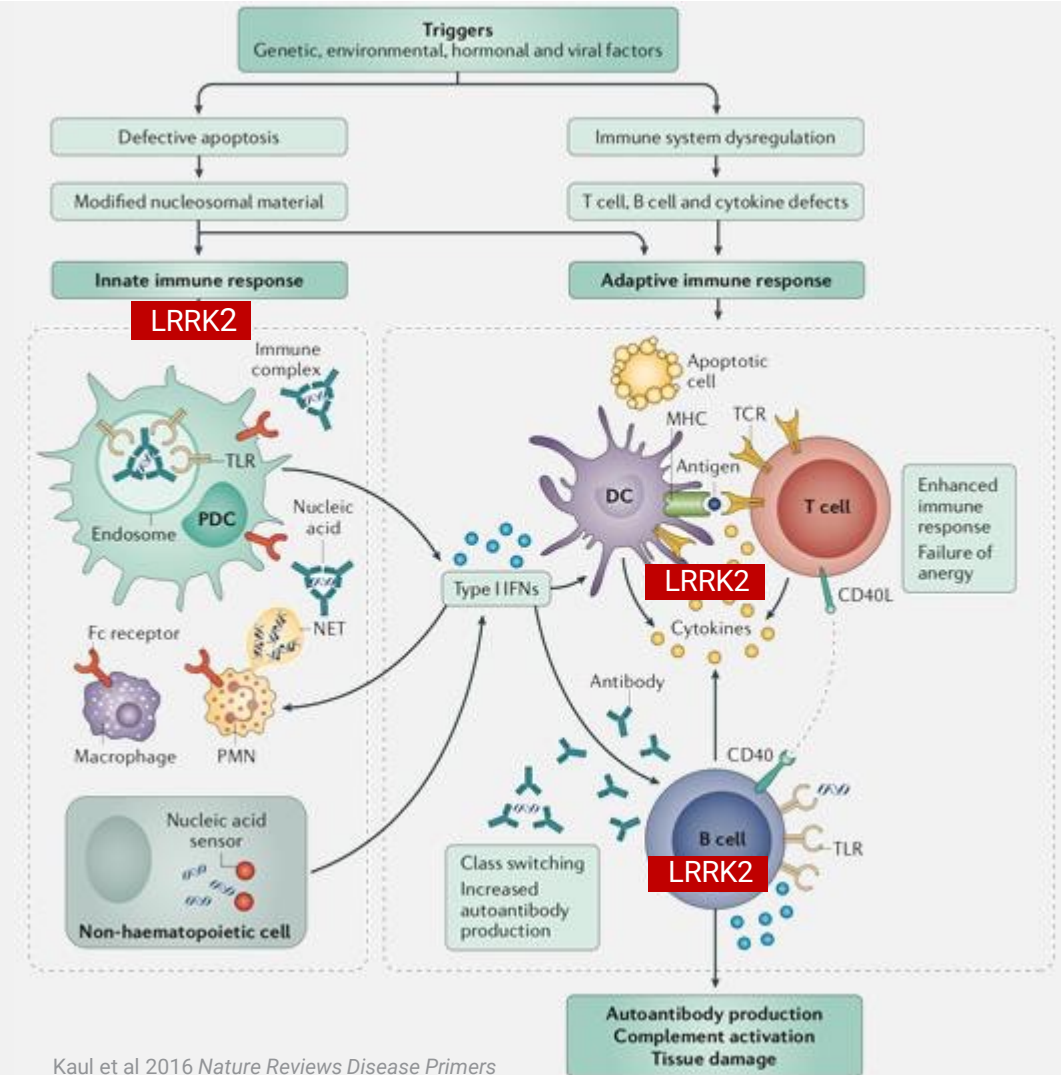 Triggers
Genetic, environmental, hormonal and viral factors
Defective apoptosis
Immune system dysregulation
Modified nucleosomal material
T cell, B cell and cytokine defects
Innate immune response
Adaptive immune response
LRRK2
Immune
complex
TLR
Endosome
PDC
Nucleic
acid
NET
Fc receptor
Macrophage
PMN
Nucleic acid
sensor
Non-haematopoietic cell
Type I IFNs
Apoptotic
cell
MHC
TCR
Antigen
DC
T cell
Enhanced
immune
response
Failure of
anergy
LRRK2
CD40L
Cytokines
Antibody
CD40
B cell
LRRK2
TLR
Class switching
Increased
autoantibody
production
Autoantibody production
Complement activation
Tissue damage
Kaul et al 2016 Nature Reviews Disease Primers